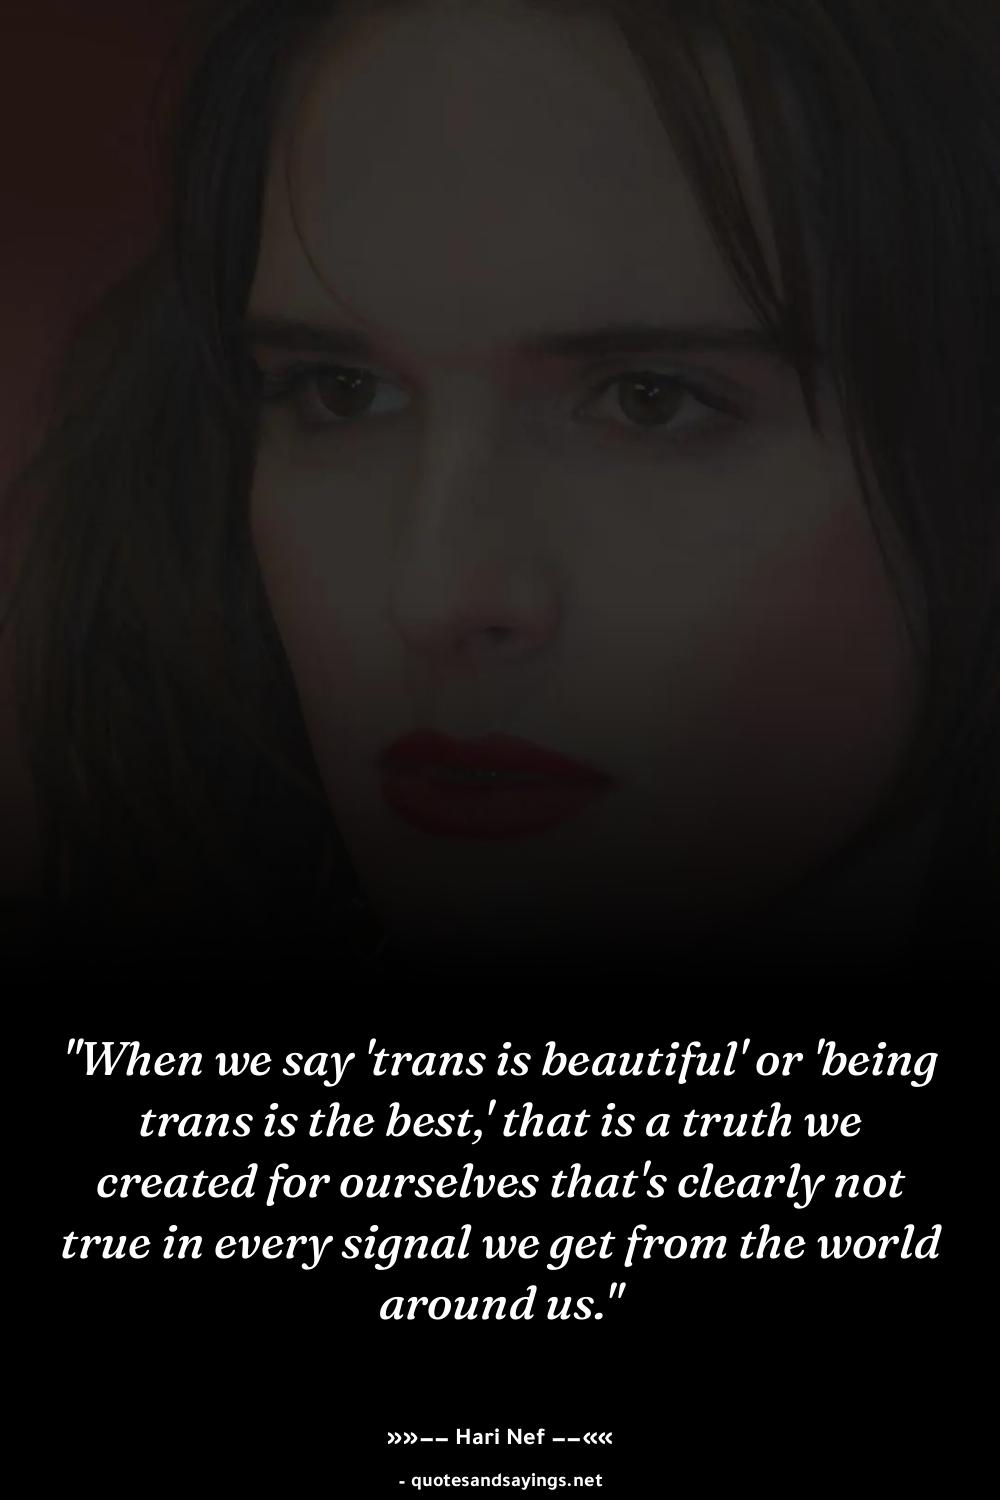 "When we say 'trans is beautiful' or 'being
trans is the best,' that is a truth we
created for ourselves that's clearly not
true in every signal we get from the world
around us."
»»–– Hari Nef ––««
- quotesandsayings.net